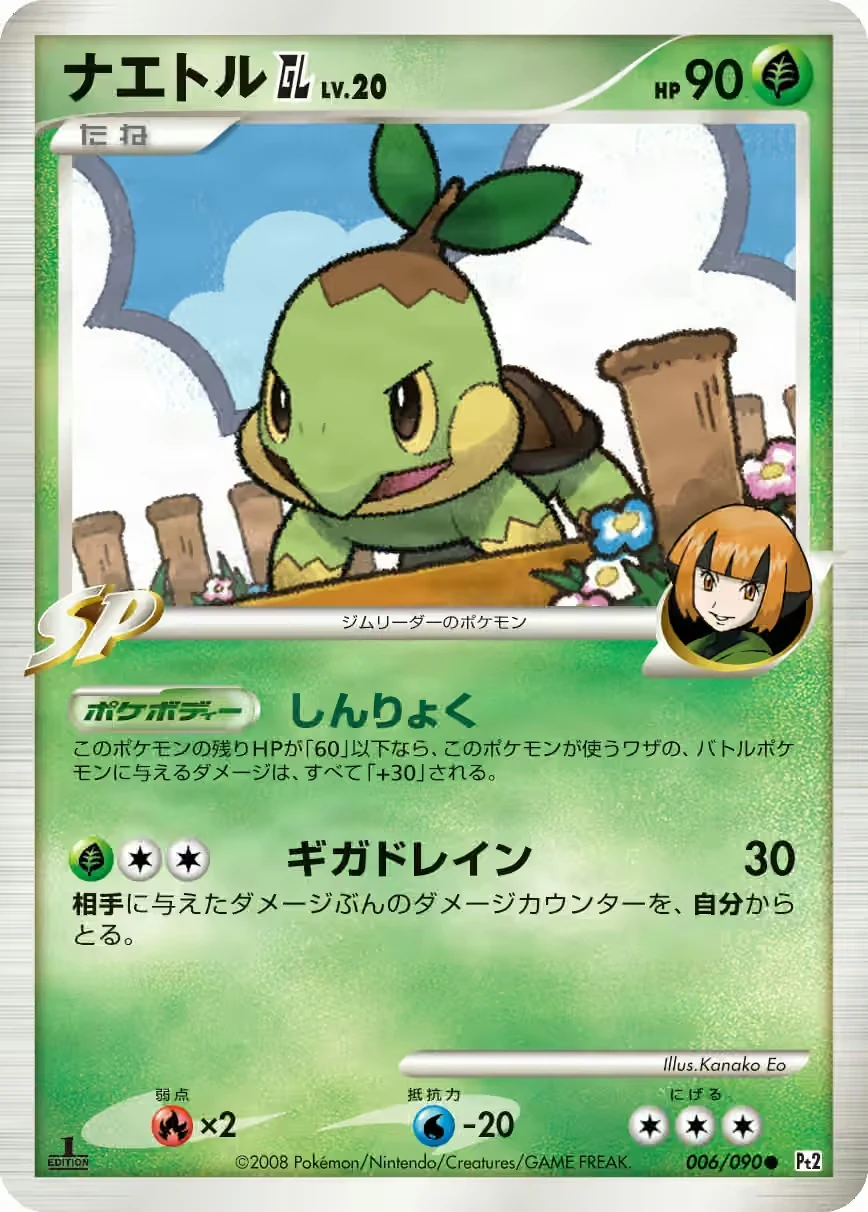 ナエトル GL LV.20
HP 90
たね
SP
ジムリーダーのポケモン
ポケボディー しんりょく
このポケモンの残りHPが「60」以下なら、このポケモンが使うワザの、バトルポケ
モンに与えるダメージは、すべて「+30」される。
ギガドレイン 30
相手に与えたダメージぶんのダメージカウンターを、自分から
とる。
Illus.Kanako Eo
弱点 ×2
抵抗力 -20
にげる
1 EDITION
©2008 Pokémon/Nintendo/Creatures/GAME FREAK.
006/090 Pt2